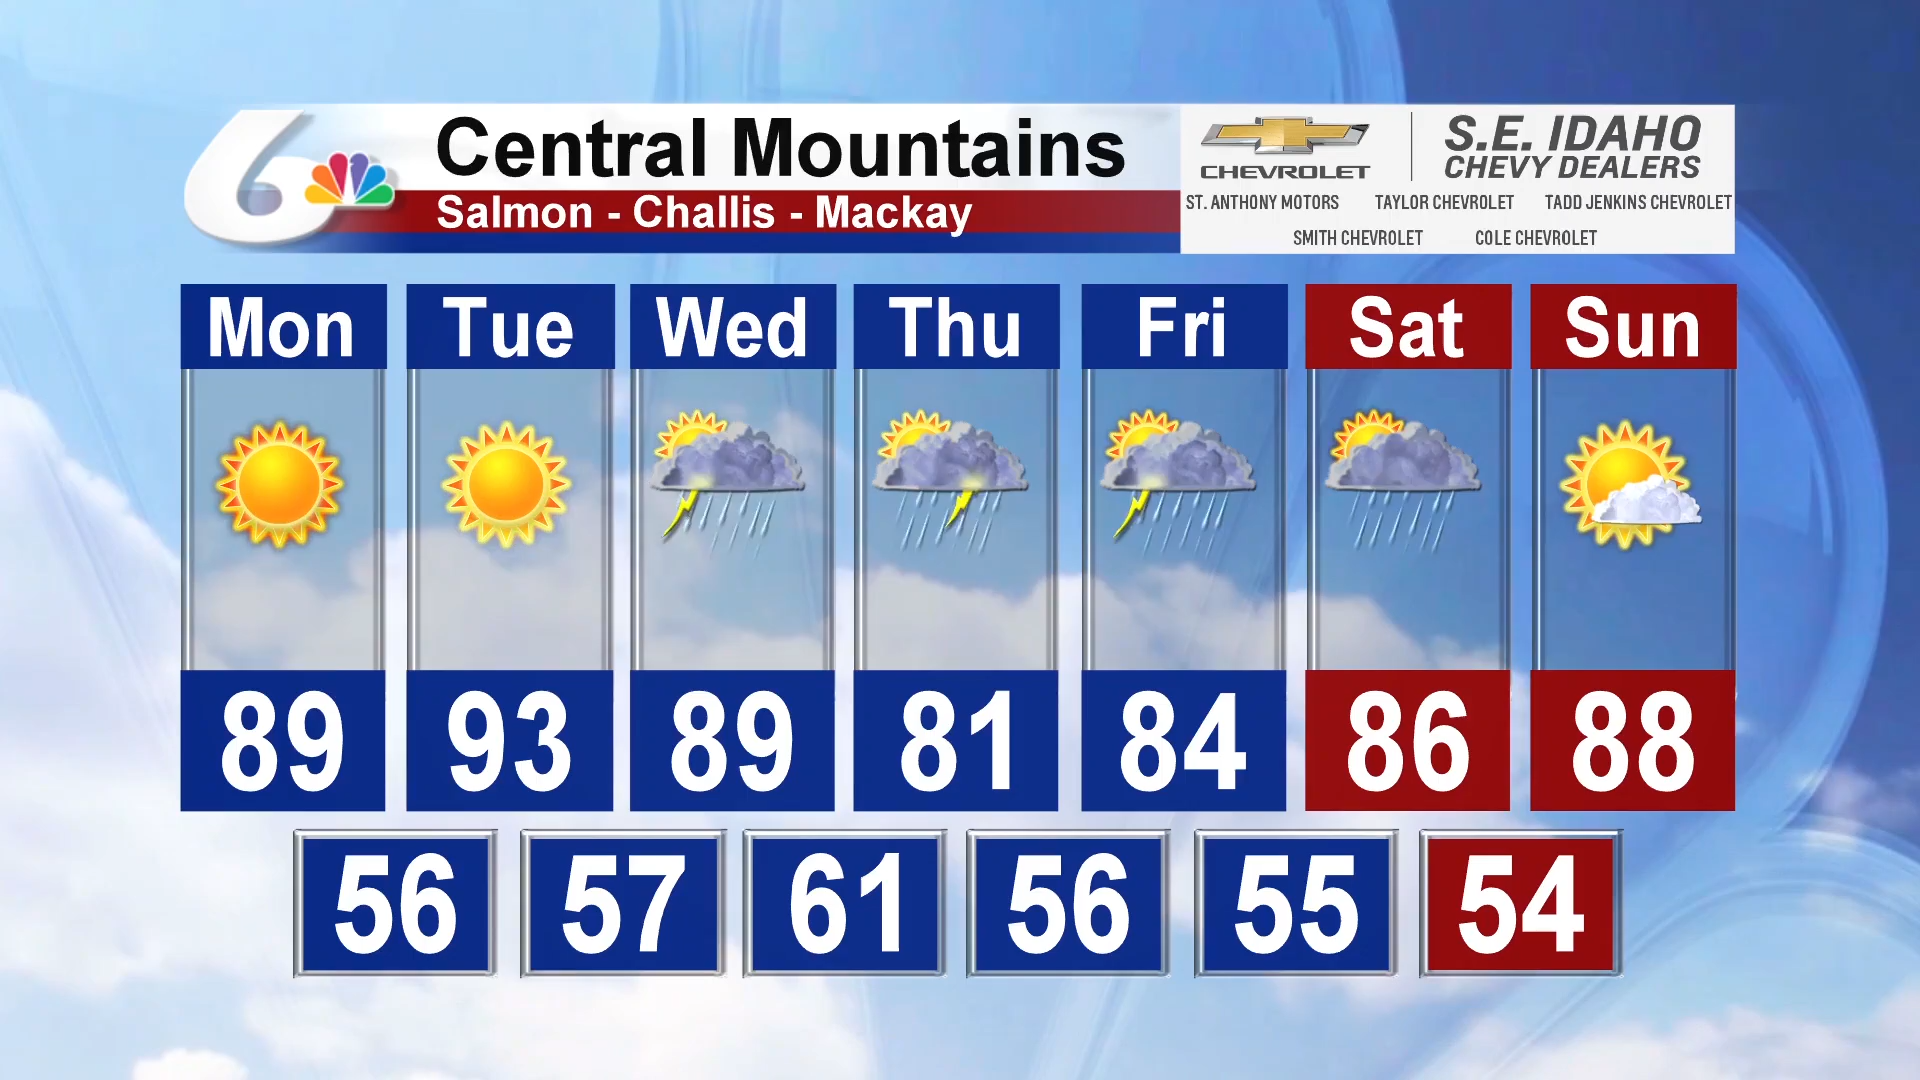 6
Central Mountains
Salmon - Challis - Mackay
CHEVROLET
S.E. IDAHO
CHEVY DEALERS
ST. ANTHONY MOTORS TAYLOR CHEVROLET TADD JENKINS CHEVROLET
SMITH CHEVROLET COLE CHEVROLET
Mon Tue Wed Thu Fri Sat Sun
89 93 89 81 84 86 88
56 57 61 56 55 54